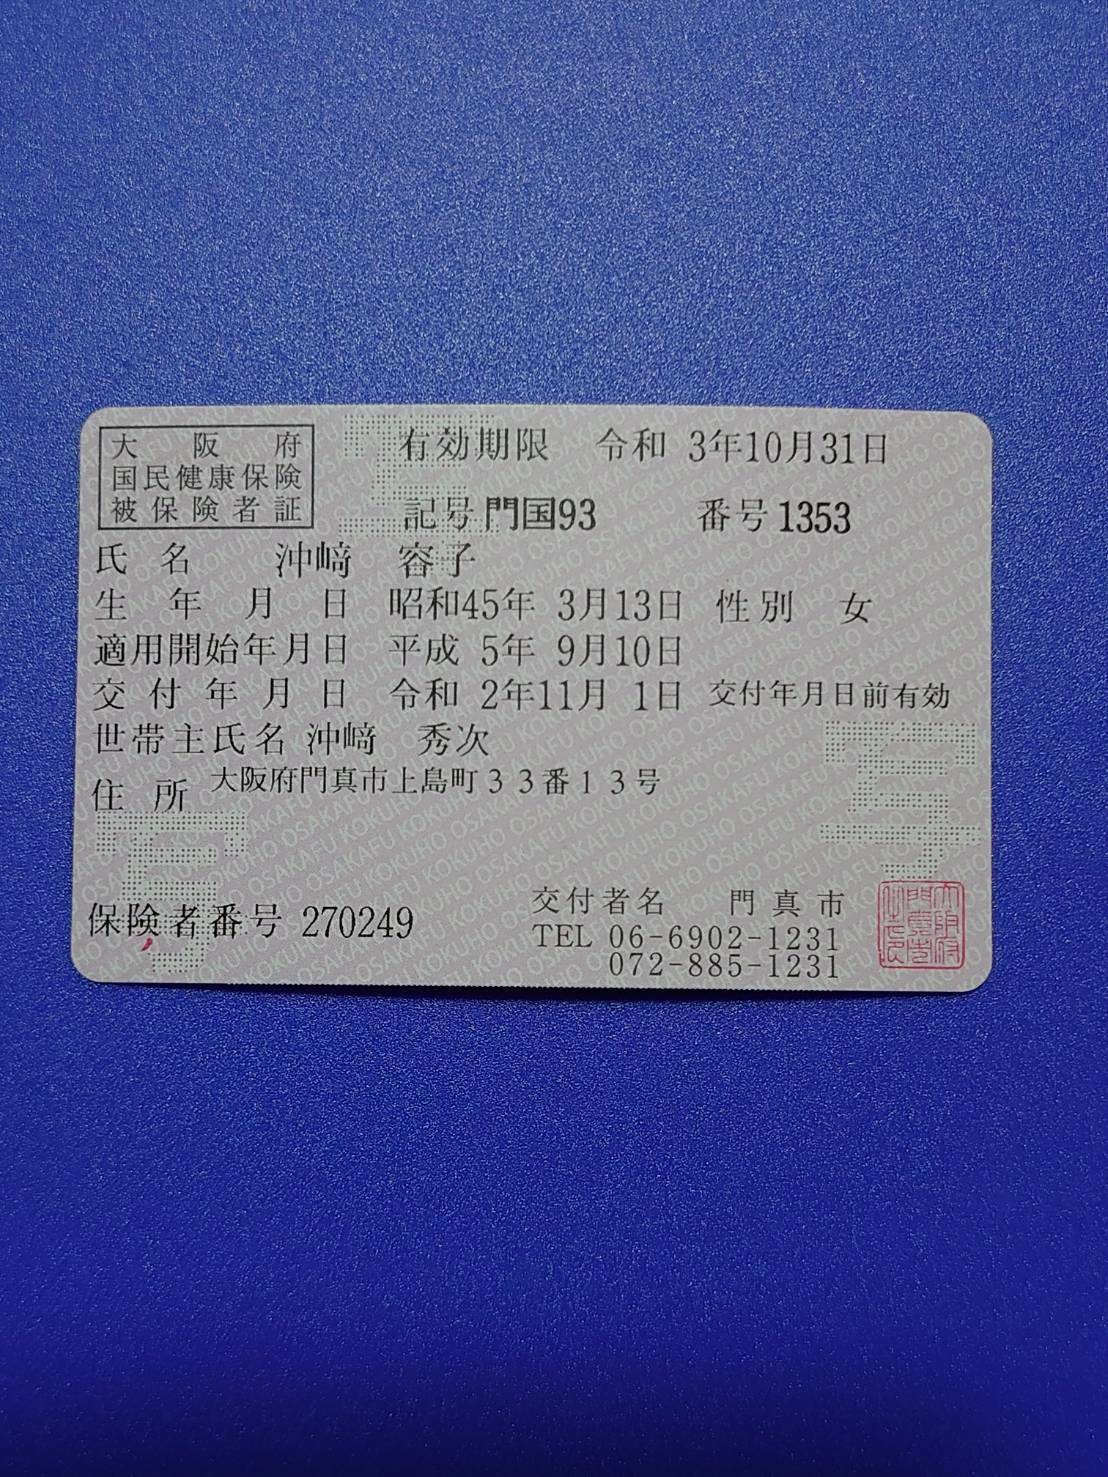 大阪府
国民健康保険
被保険者証
有効期限 令和 3年10月31日
記号 門国93 番号 1353
氏名 沖﨑 容子
生年月日 昭和45年 3月13日 性別 女
適用開始年月日 平成 5年 9月10日
交付年月日 令和 2年11月 1日 交付年月日前有効
世帯主氏名 沖﨑 秀次
住所 大阪府門真市上島町33番13号
保険者番号 270249
交付者名 門真市
TEL 06-6902-1231
072-885-1231
OSAKAFU KOKUHO